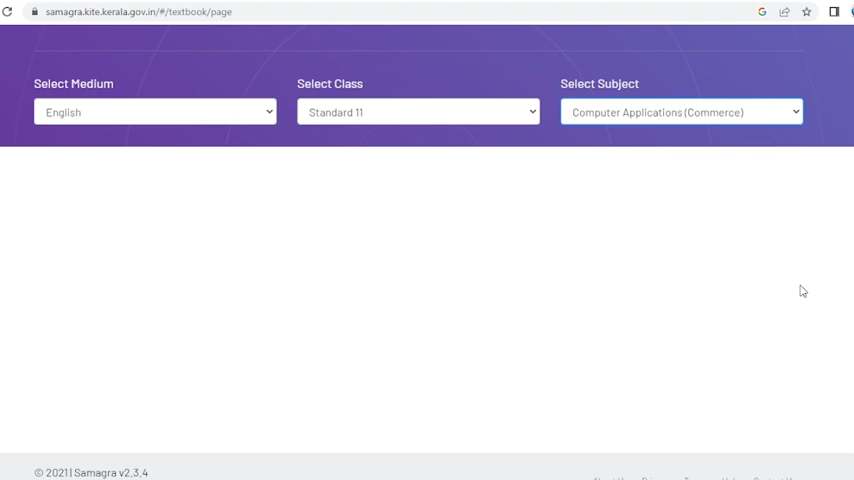 samagra.kite.kerala.gov.in/#/textbook/page
Select Medium
Select Class
Select Subject
English
Standard 11
Computer Applications (Commerce)
© 2021 | Samagra v2.3.4